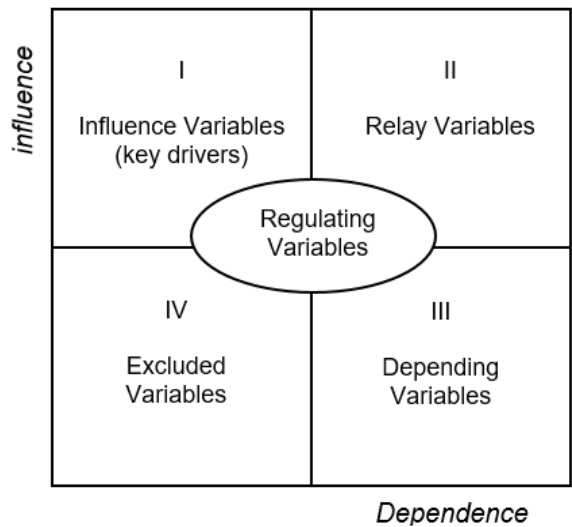 influence
I
Influence Variables
(key drivers)
II
Relay Variables
Regulating
Variables
IV
Excluded
Variables
III
Depending
Variables
Dependence